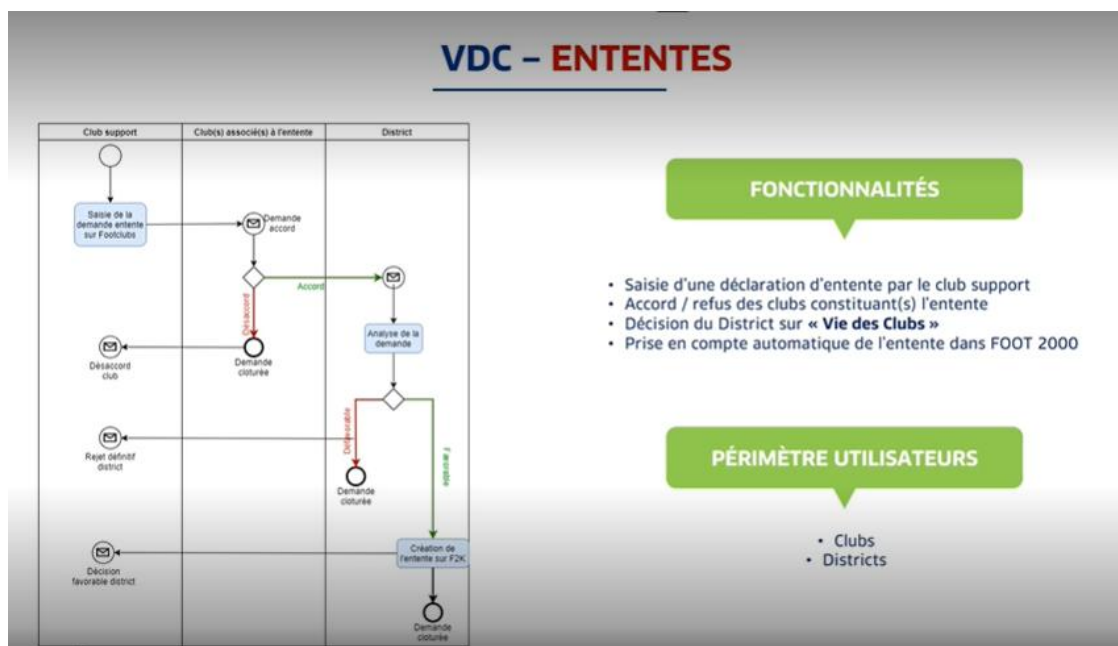 VDC – ENTENTES
Club support
Club(s) associé(s) à l'entente
District
Saisie de la
demande entente
sur Footclubs
Demande
accord
Accord
Désaccord
Analyse de la
demande
Désaccord
club
Demande
cloturée
Défavorable
Favorable
Rejet définitif
district
Demande
cloturée
Création de
l'entente sur F2K
Décision
favorable district
Demande
cloturée
FONCTIONNALITÉS
• Saisie d'une déclaration d'entente par le club support
• Accord / refus des clubs constituant(s) l'entente
• Décision du District sur « Vie des Clubs »
• Prise en compte automatique de l'entente dans FOOT 2000
PÉRIMÈTRE UTILISATEURS
• Clubs
• Districts